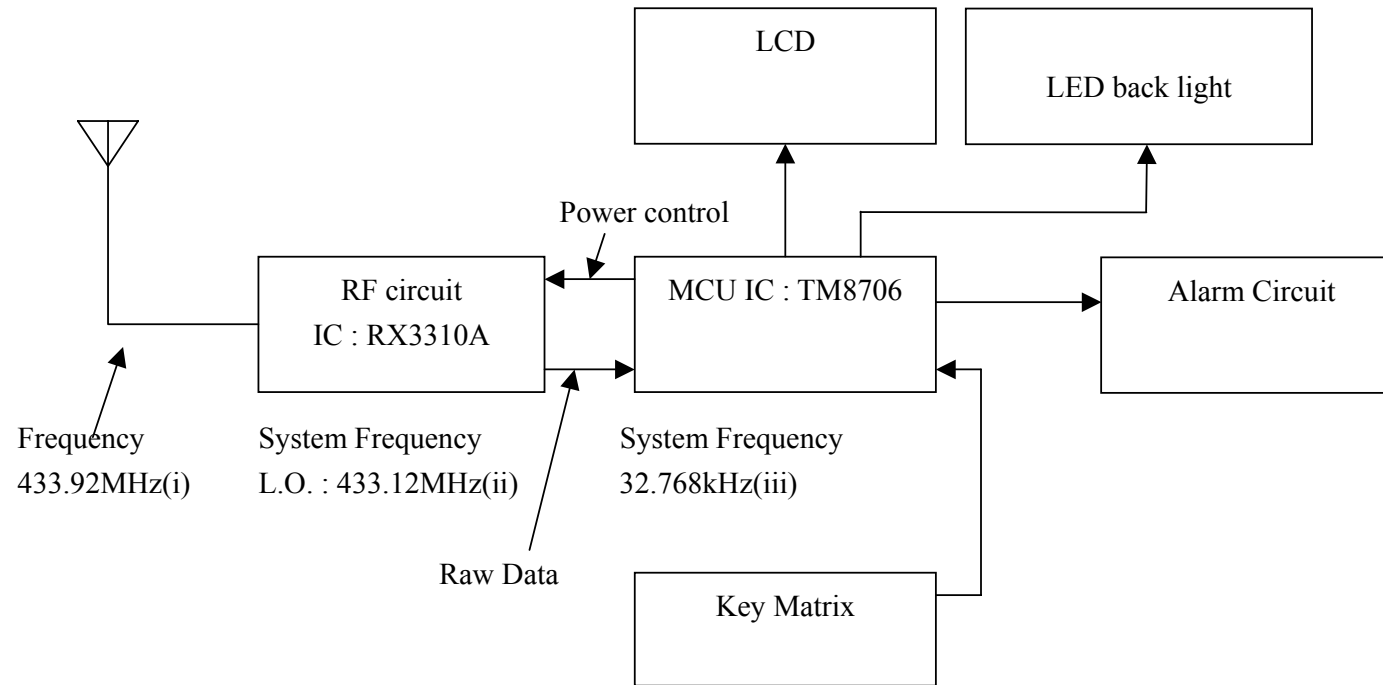 LCD
LED back light
Power control
RF circuit
IC : RX3310A
MCU IC : TM8706
Alarm Circuit
Frequency
433.92MHz(i)
System Frequency
L.O. : 433.12MHz(ii)
System Frequency
32.768kHz(iii)
Raw Data
Key Matrix